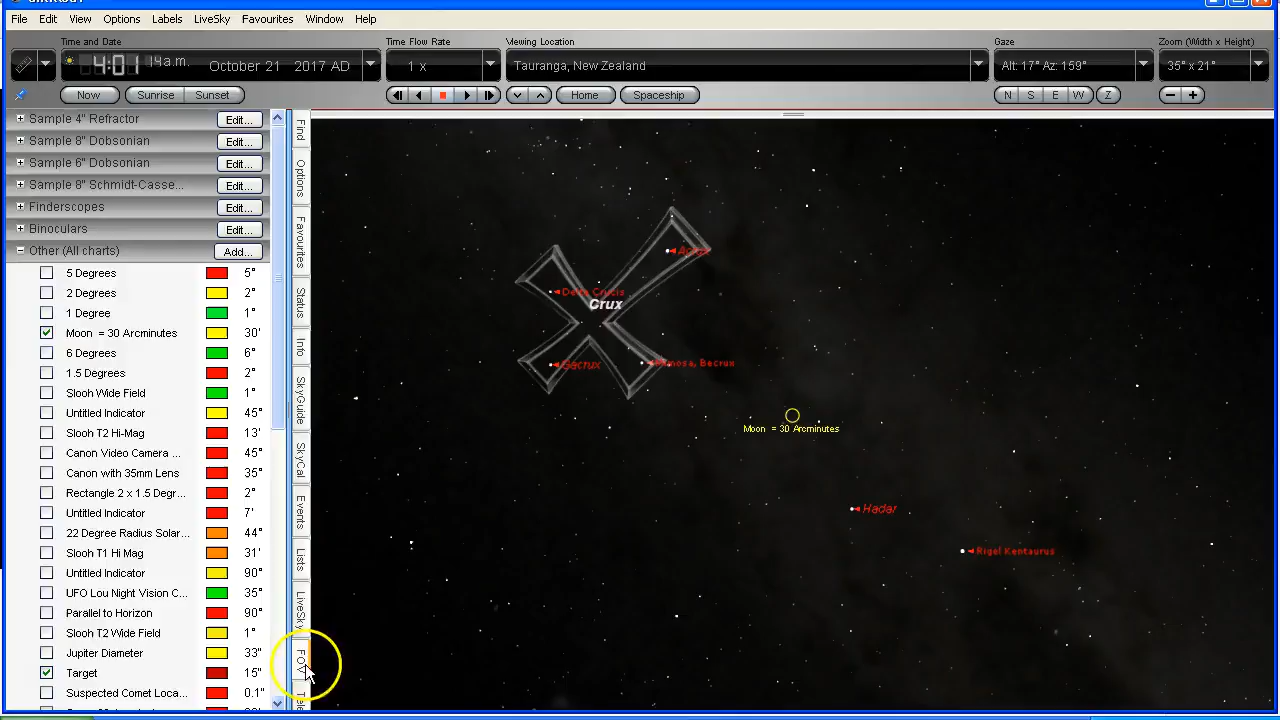 File Edit View Options Labels LiveSky Favourites Window Help
Time and Date Time Flow Rate Viewing Location Gaze Zoom (Width x Height)
4:01 14 a.m. October 21 2017 AD 1 x Tauranga, New Zealand Alt: 17° Az: 159° 35° x 21°
Now Sunrise Sunset Home Spaceship N S E W Z
Sample 4" Refractor Edit...
Sample 8" Dobsonian Edit...
Sample 6" Dobsonian Edit...
Sample 8" Schmidt-Casse... Edit...
Finderscopes Edit...
Binoculars Edit...
Other (All charts) Add...
5 Degrees 5°
2 Degrees 2°
1 Degree 1°
Moon = 30 Arcminutes 30'
6 Degrees 6°
1.5 Degrees 2°
Slooh Wide Field 1°
Untitled Indicator 45°
Slooh T2 Hi-Mag 13'
Canon Video Camera ... 45°
Canon with 35mm Lens 35°
Rectangle 2 x 1.5 Degr... 2°
Untitled Indicator 7'
22 Degree Radius Solar... 44°
Slooh T1 Hi Mag 31'
Untitled Indicator 90°
UFO Lou Night Vision C... 35°
Parallel to Horizon 90°
Slooh T2 Wide Field 1°
Jupiter Diameter 33"
Target 15"
Suspected Comet Loca... 0.1"
Find
Options
Favourites
Status
Info
SkyGuide
SkyCal
Events
Lists
LiveSky
FOV
Delta Crucis
Crux
Gacrux
Mimosa, Becrux
Moon = 30 Arcminutes
Hadar
Rigel Kentaurus